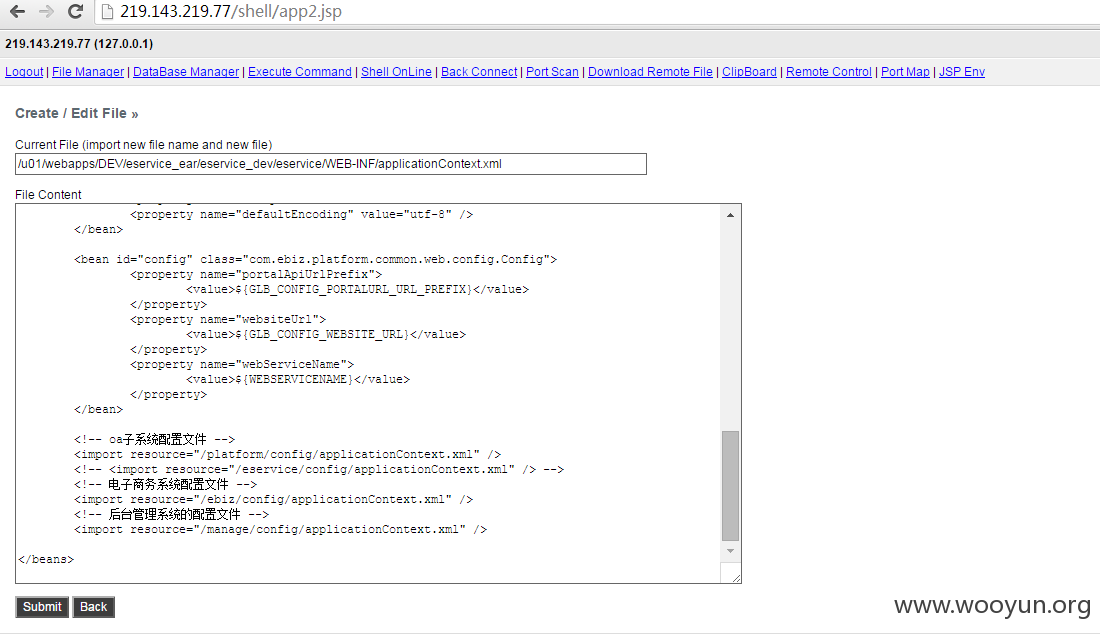 219.143.219.77/shell/app2.jsp
219.143.219.77 (127.0.0.1)
Logout | File Manager | DataBase Manager | Execute Command | Shell OnLine | Back Connect | Port Scan | Download Remote File | ClipBoard | Remote Control | Port Map | JSP Env
Create / Edit File »
Current File (import new file name and new file)
/u01/webapps/DEV/eservice_ear/eservice_dev/eservice/WEB-INF/applicationContext.xml
File Content
<property name="defaultEncoding" value="utf-8" />
</bean>
<bean id="config" class="com.ebiz.platform.common.web.config.Config">
<property name="portalApiUrlPrefix">
<value>${GLB_CONFIG_PORTALURL_URL_PREFIX}</value>
</property>
<property name="websiteUrl">
<value>${GLB_CONFIG_WEBSITE_URL}</value>
</property>
<property name="webServiceName">
<value>${WEBSERVICENAME}</value>
</property>
</bean>
<!-- oa子系统配置文件 -->
<import resource="/platform/config/applicationContext.xml" />
<!-- <import resource="/eservice/config/applicationContext.xml" /> -->
<!-- 电子商务系统配置文件 -->
<import resource="/ebiz/config/applicationContext.xml" />
<!-- 后台管理系统的配置文件 -->
<import resource="/manage/config/applicationContext.xml" />
</beans>
Submit Back
www.wooyun.org